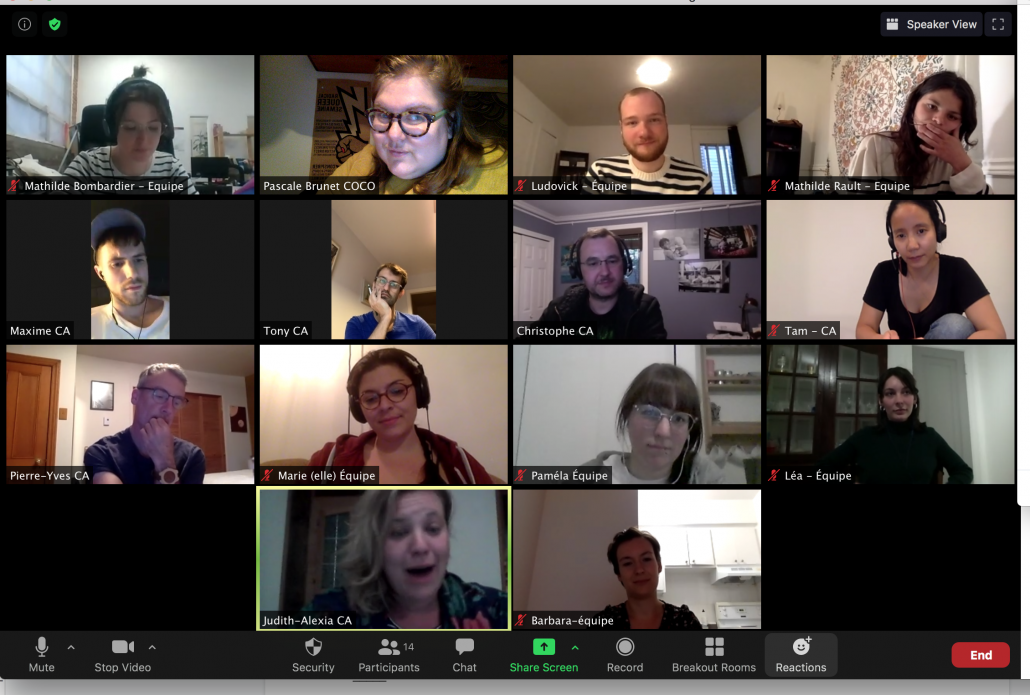 Speaker View
Mathilde Bombardier – Equipe
Pascale Brunet COCO
Ludovick – Équipe
Mathilde Rault – Equipe
Maxime CA
Tony CA
Christophe CA
Tam – CA
Pierre-Yves CA
Marie (elle) Équipe
Paméla Équipe
Léa – Équipe
Judith-Alexia CA
Barbara-équipe
Mute
Stop Video
Security
Participants
14
Chat
Share Screen
Record
Breakout Rooms
Reactions
End